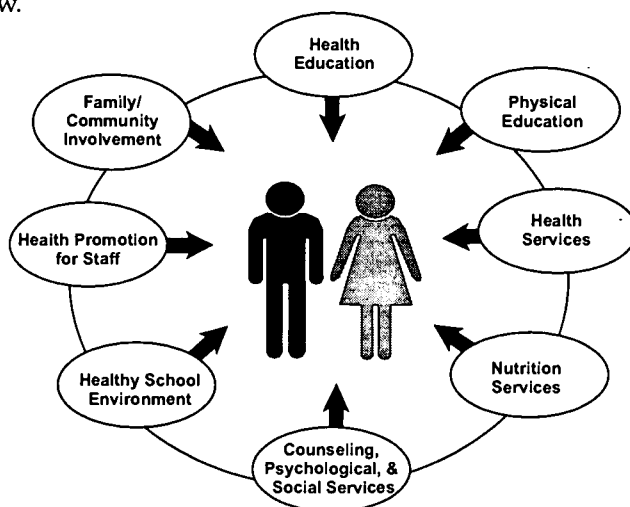 w.
Health
Education
Physical
Education
Health
Services
Nutrition
Services
Counseling,
Psychological, &
Social Services
Healthy School
Environment
Health Promotion
for Staff
Family/
Community
Involvement